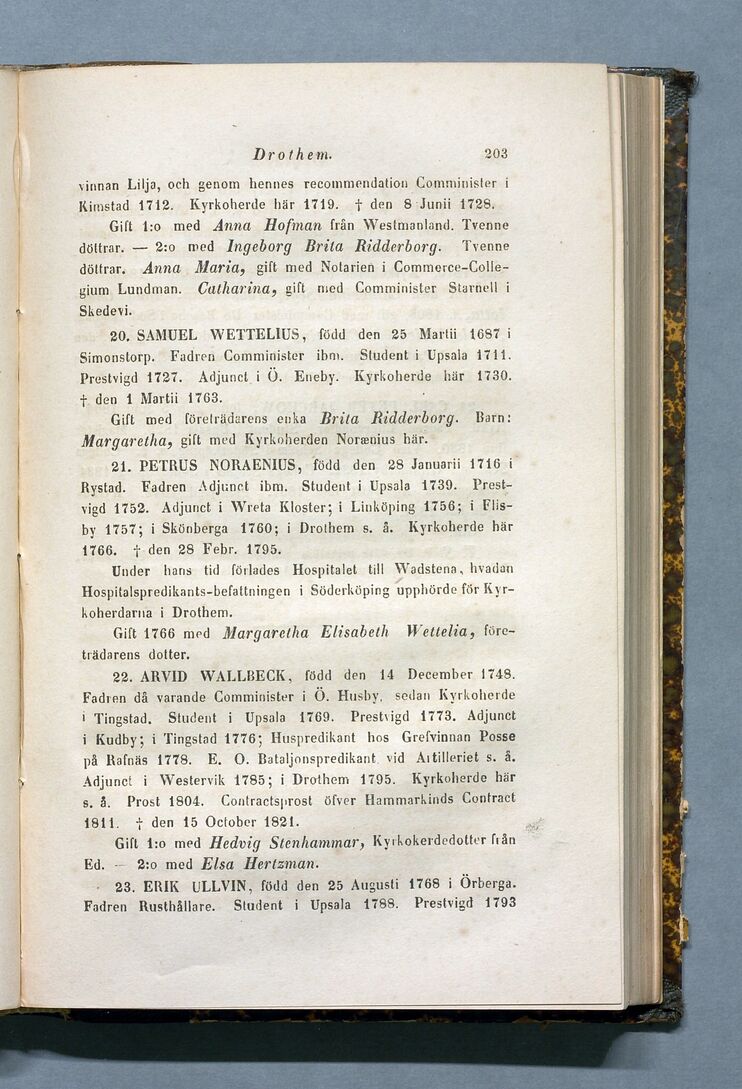 Drothem. 203
vinnan Lilja, och genom hennes recommendation Comminister i
Kimstad 1712. Kyrkoherde här 1719. † den 8 Junii 1728.
Gift 1:o med Anna Hofman från Westmanland. Tvenne
döttrar. — 2:o med Ingeborg Brita Ridderborg. Tvenne
döttrar. Anna Maria, gift med Notarien i Commerce-Colle-
gium Lundman. Catharina, gift med Comminister Starnell i
Skedevi.
20. SAMUEL WETTELIUS, född den 25 Martii 1687 i
Simonstorp. Fadren Comminister ibm. Student i Upsala 1711.
Prestvigd 1727. Adjunct i Ö. Eneby. Kyrkoherde här 1730.
† den 1 Martii 1763.
Gift med företrädarens enka Brita Ridderborg. Barn:
Margaretha, gift med Kyrkoherden Norænius här.
21. PETRUS NORAENIUS, född den 28 Januarii 1716 i
Rystad. Fadren Adjunct ibm. Student i Upsala 1739. Prest-
vigd 1752. Adjunct i Wreta Kloster; i Linköping 1756; i Flis-
by 1757; i Skönberga 1760; i Drothem s. å. Kyrkoherde här
1766. † den 28 Febr. 1795.
Under hans tid förlades Hospitalet till Wadstena, hvadan
Hospitalspredikants-befattningen i Söderköping upphörde för Kyr-
koherdarna i Drothem.
Gift 1766 med Margaretha Elisabeth Wettelia, före-
trädarens dotter.
22. ARVID WALLBECK, född den 14 December 1748.
Fadren då varande Comminister i Ö. Husby, sedan Kyrkoherde
i Tingstad. Student i Upsala 1769. Prestvigd 1773. Adjunct
i Kudby; i Tingstad 1776; Huspredikant hos Grefvinnan Posse
på Rafnäs 1778. E. O. Bataljonspredikant vid Artilleriet s. å.
Adjunct i Westervik 1785; i Drothem 1795. Kyrkoherde här
s. å. Prost 1804. Contractsprost öfver Hammarkinds Contract
1811. † den 15 October 1821.
Gift 1:o med Hedvig Stenhammar, Kyrkokerdedotter från
Ed. — 2:o med Elsa Hertzman.
23. ERIK ULLVIN, född den 25 Augusti 1768 i Örberga.
Fadren Rusthållare. Student i Upsala 1788. Prestvigd 1793